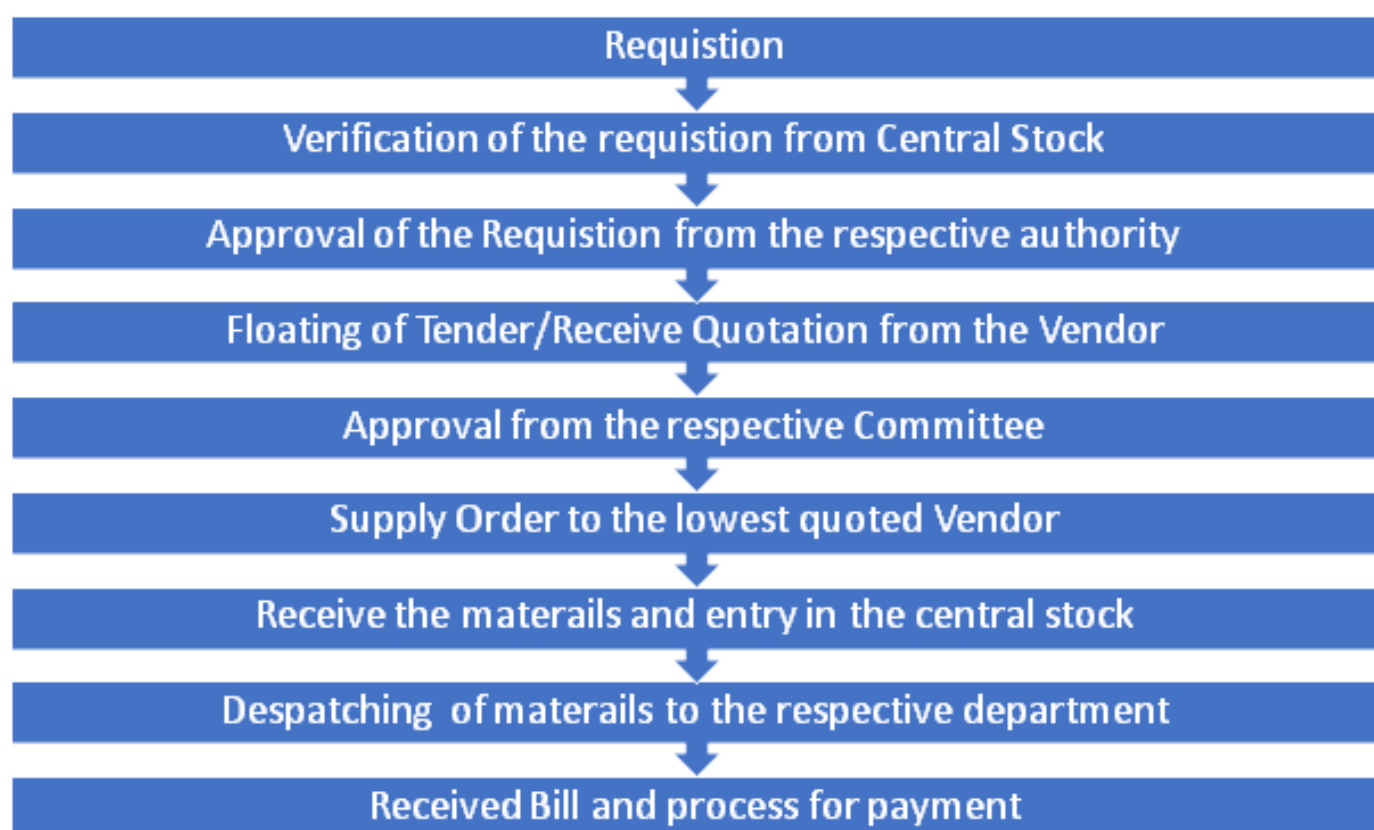 Requistion
Verification of the requistion from Central Stock
Approval of the Requistion from the respective authority
Floating of Tender/Receive Quotation from the Vendor
Approval from the respective Committee
Supply Order to the lowest quoted Vendor
Receive the materails and entry in the central stock
Despatching of materails to the respective department
Received Bill and process for payment